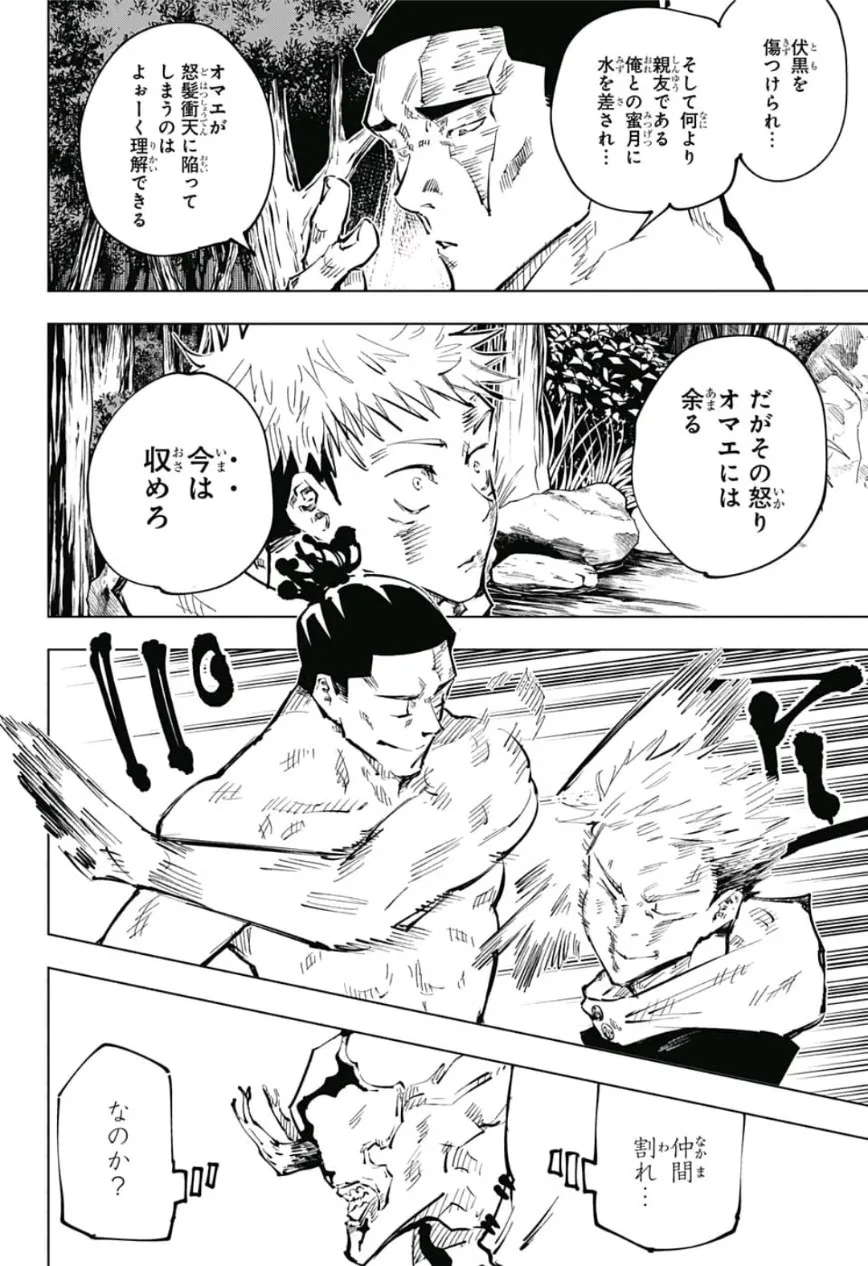 伏黒を
傷つけられ…
そして何より
親友である
俺との蜜月に
水を差され…
オマエが
怒髪衝天に陥って
しまうのは
よぉーく理解できる
だがその怒り
オマエには
余る
今は
収めろ
パァン
仲間
割れ…
なのか?